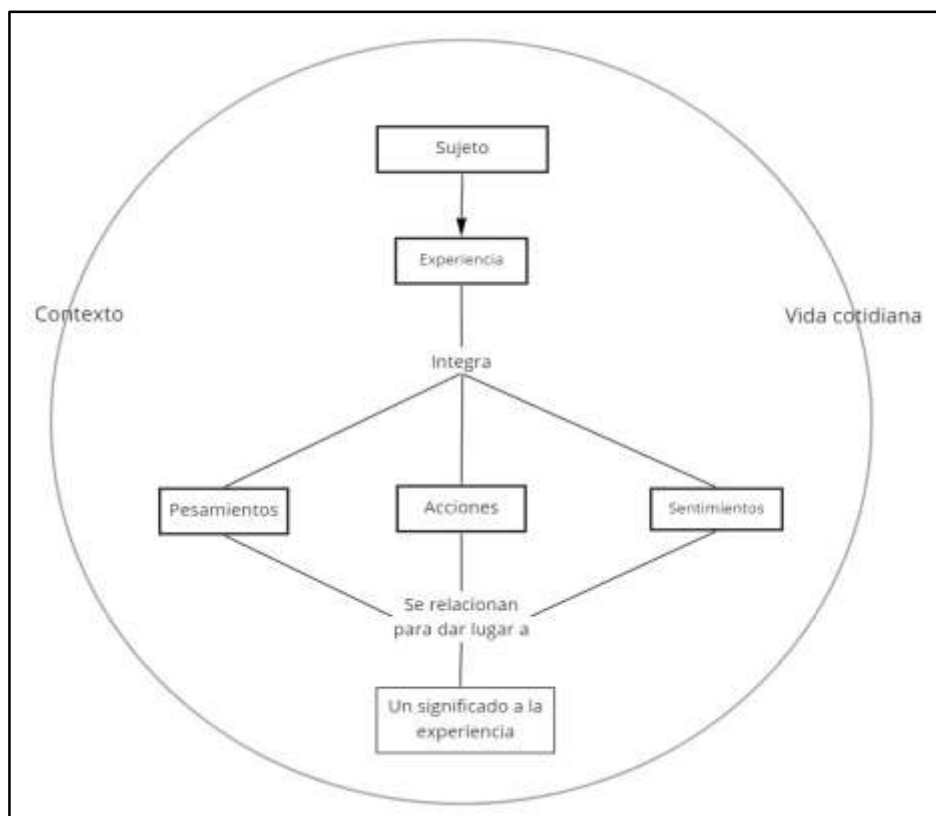 Sujeto
Experiencia
Contexto
Vida cotidiana
Integra
Pesamientos
Acciones
Sentimientos
Se relacionan
para dar lugar a
Un significado a la
experiencia